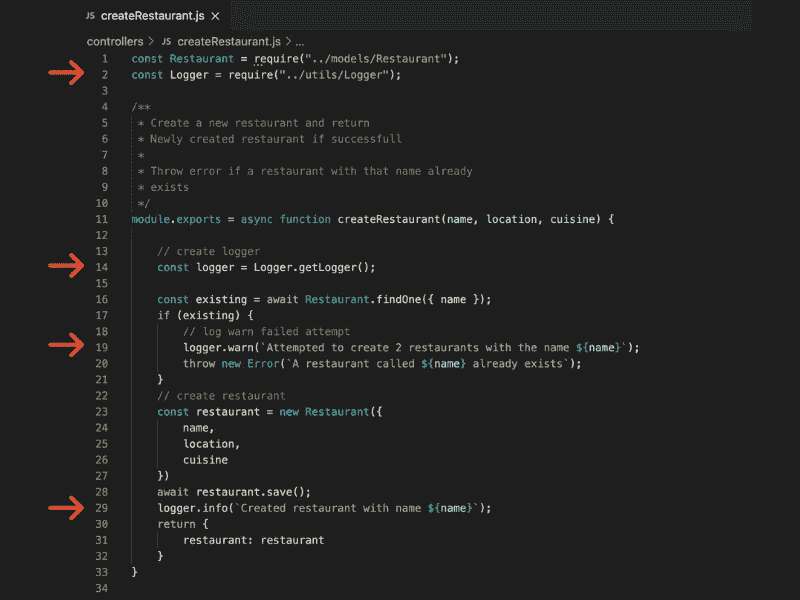 JS createRestaurant.js ×
controllers > JS createRestaurant.js > ...
1 const Restaurant = require("../models/Restaurant");
2 const Logger = require("../utils/Logger");
3
4 /**
5 * Create a new restaurant and return
6 * Newly created restaurant if successfull
7 *
8 * Throw error if a restaurant with that name already
9 * exists
10 */
11 module.exports = async function createRestaurant(name, location, cuisine) {
12
13 // create logger
14 const logger = Logger.getLogger();
15
16 const existing = await Restaurant.findOne({ name });
17 if (existing) {
18 // log warn failed attempt
19 logger.warn(`Attempted to create 2 restaurants with the name ${name}`);
20 throw new Error(`A restaurant called ${name} already exists`);
21 }
22 // create restaurant
23 const restaurant = new Restaurant({
24 name,
25 location,
26 cuisine
27 })
28 await restaurant.save();
29 logger.info(`Created restaurant with name ${name}`);
30 return {
31 restaurant: restaurant
32 }
33 }
34